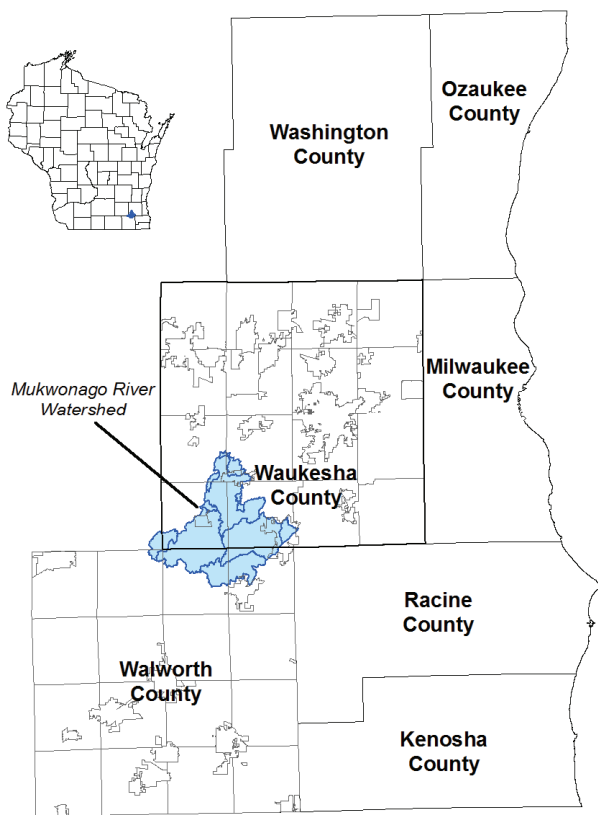 Ozaukee
County
Washington
County
Milwaukee
County
Mukwonago River
Watershed
Waukesha
County
Racine
County
Walworth
County
Kenosha
County